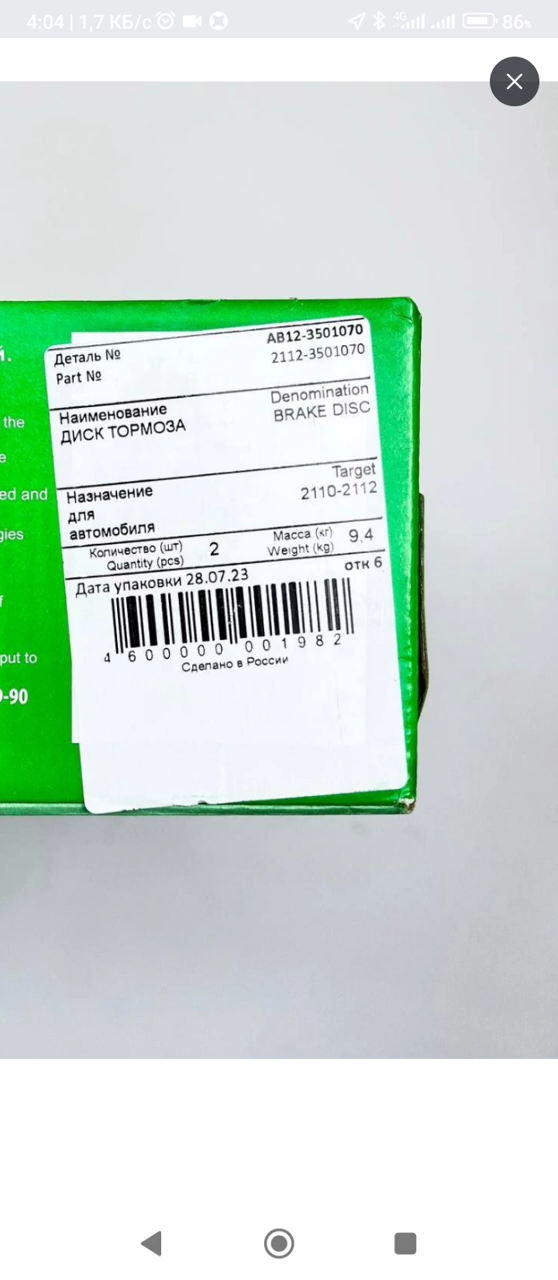 4:04 | 1,7 КБ/с
4G
86%
й.
the
e
ed and
gies
f
put to
9-90
Деталь №
Part №
AB12-3501070
2112-3501070
Наименование
ДИСК ТОРМОЗА
Denomination
BRAKE DISC
Назначение
для
автомобиля
Target
2110-2112
Количество (шт)
Quantity (pcs)
2
Масса (кг)
Weight (kg)
9,4
Дата упаковки 28.07.23
отк 6
4 600000 001982
Сделано в России